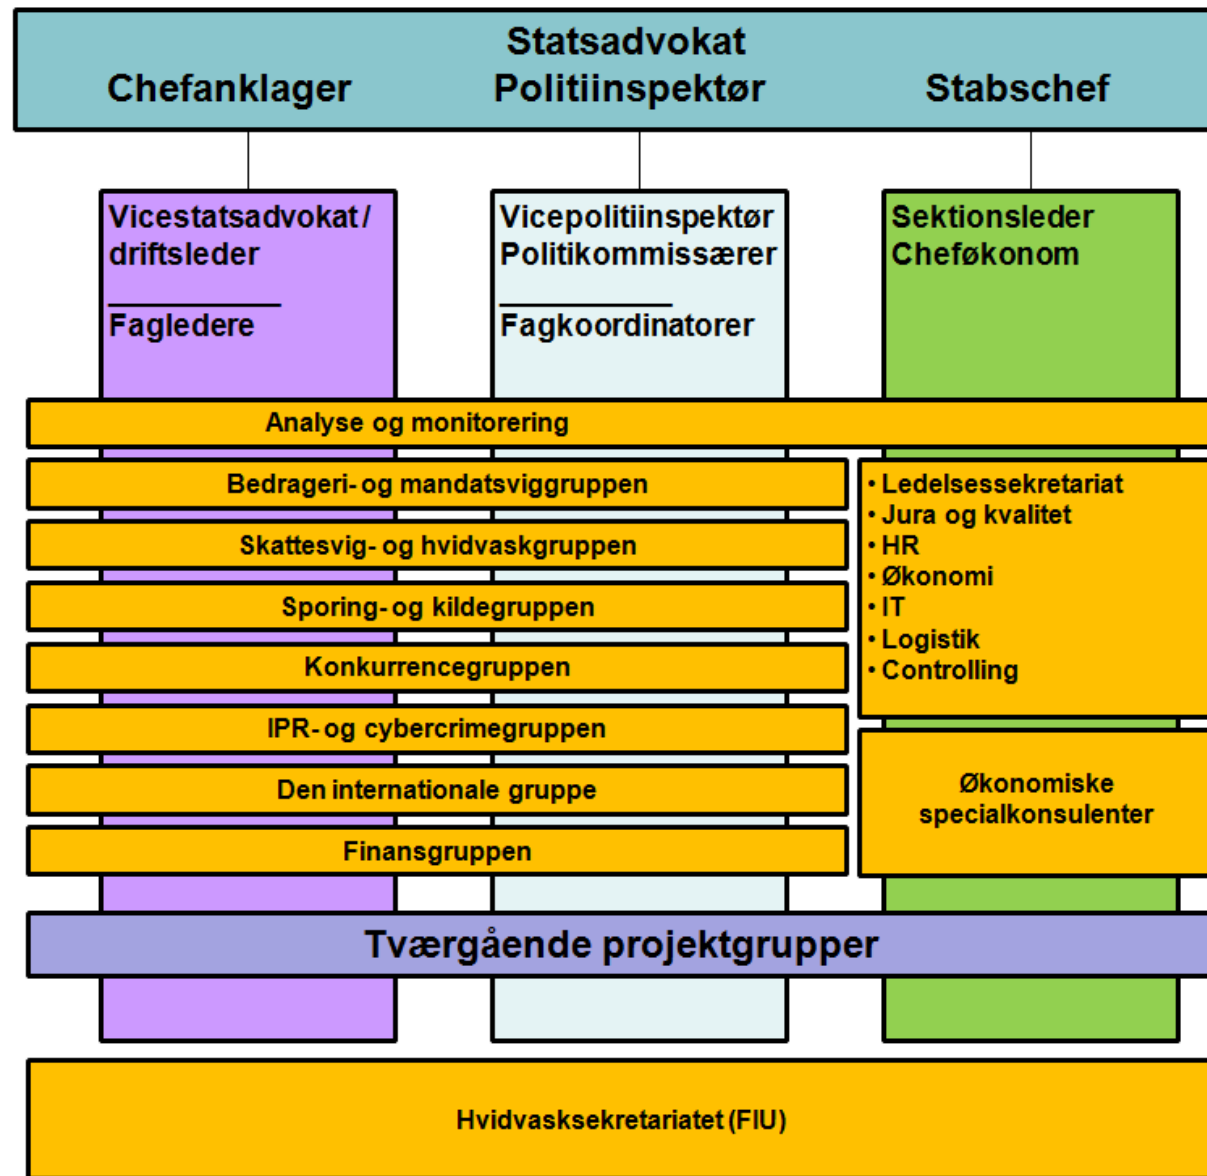 Statsadvokat
Chefanklager Politiinspektør Stabschef
Vicestatsadvokat/
driftsleder
Fagledere
Vicepolitiinspektør
Politikommissærer
Fagkoordinatorer
Sektionsleder
Cheføkonom
Analyse og monitorering
Bedrageri- og mandatsviggruppen
Skattesvig- og hvidvaskgruppen
Sporing- og kildegruppen
Konkurrencegruppen
IPR- og cybercrimegruppen
Den internationale gruppe
Finansgruppen
• Ledelsessekretariat
• Jura og kvalitet
• HR
• Økonomi
• IT
• Logistik
• Controlling
Økonomiske
specialkonsulenter
Tværgående projektgrupper
Hvidvasksekretariatet (FIU)